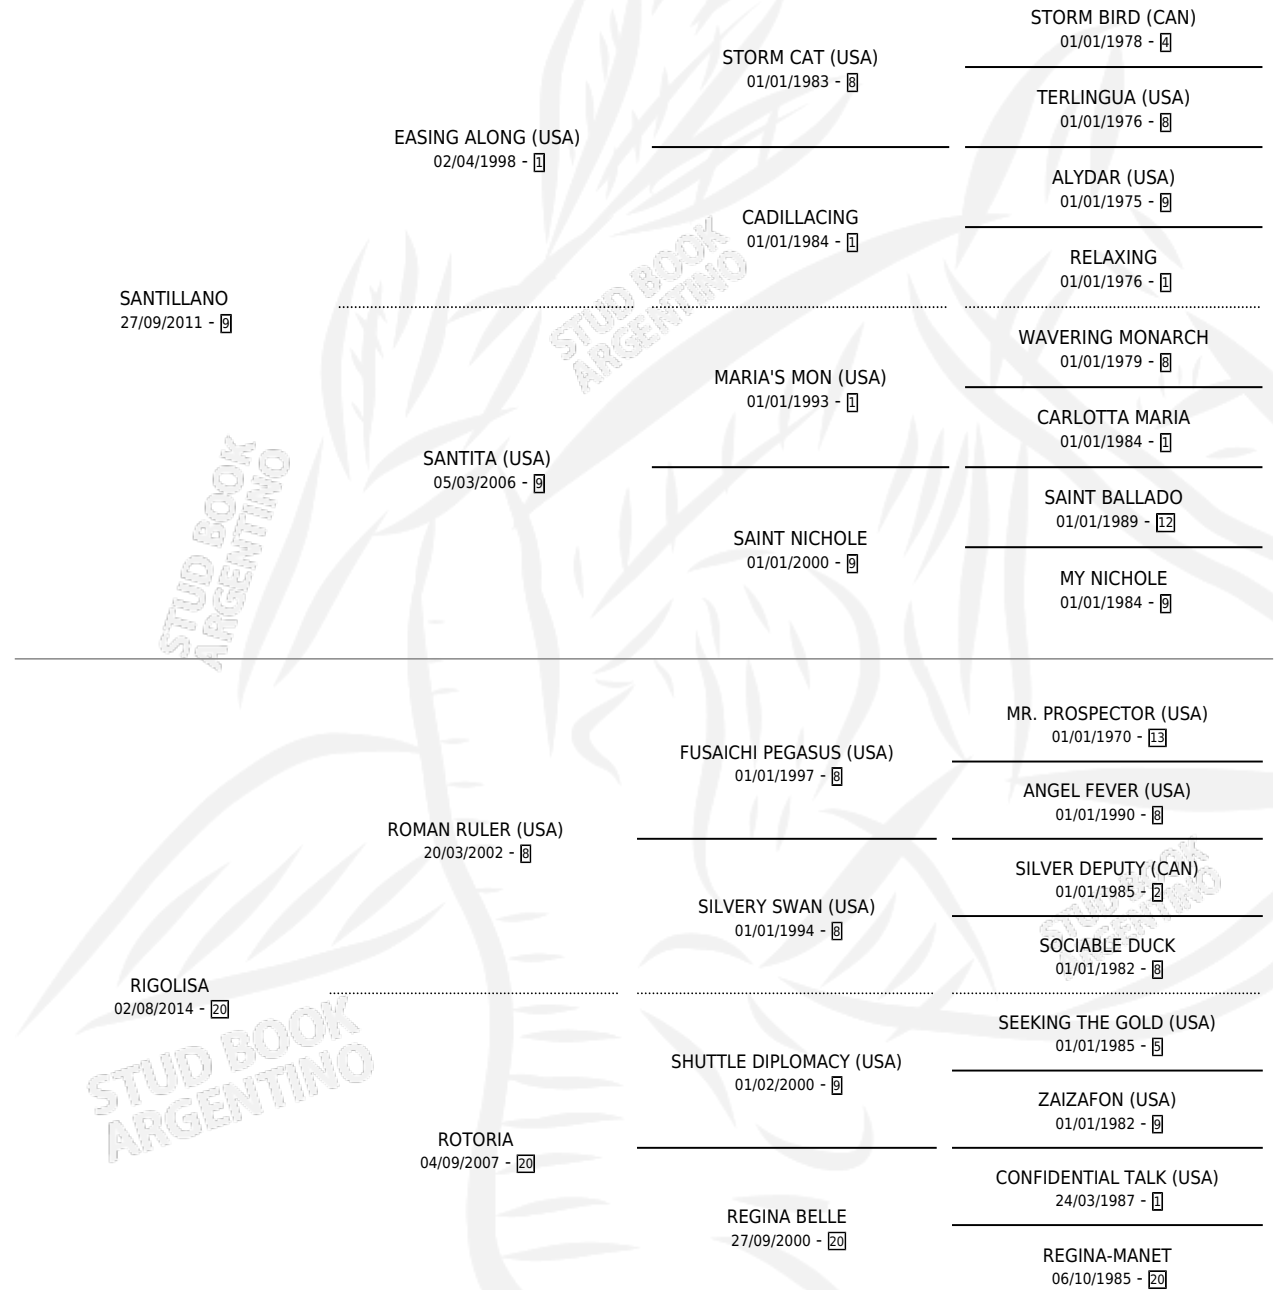 STORM BIRD (CAN)
01/01/1978 - 4
STORM CAT (USA)
01/01/1983 - 8
TERLINGUA (USA)
01/01/1976 - 8
EASING ALONG (USA)
02/04/1998 - 1
ALYDAR (USA)
01/01/1975 - 9
CADILLACING
01/01/1984 - 1
RELAXING
01/01/1976 - 1
SANTILLANO
27/09/2011 - 9
WAVERING MONARCH
01/01/1979 - 8
MARIA'S MON (USA)
01/01/1993 - 1
CARLOTTA MARIA
01/01/1984 - 1
SANTITA (USA)
05/03/2006 - 9
SAINT BALLADO
01/01/1989 - 12
SAINT NICHOLE
01/01/2000 - 9
MY NICHOLE
01/01/1984 - 9
STUD BOOK
ARGENTINO
STUD BOOK
ARGENTINO
MR. PROSPECTOR (USA)
01/01/1970 - 13
FUSAICHI PEGASUS (USA)
01/01/1997 - 8
ANGEL FEVER (USA)
01/01/1990 - 8
ROMAN RULER (USA)
20/03/2002 - 8
SILVER DEPUTY (CAN)
01/01/1985 - 2
SILVERY SWAN (USA)
01/01/1994 - 8
SOCIABLE DUCK
01/01/1982 - 8
RIGOLISA
02/08/2014 - 20
SEEKING THE GOLD (USA)
01/01/1985 - 5
SHUTTLE DIPLOMACY (USA)
01/02/2000 - 9
ZAIZAFON (USA)
01/01/1982 - 9
ROTORIA
04/09/2007 - 20
CONFIDENTIAL TALK (USA)
24/03/1987 - 1
REGINA BELLE
27/09/2000 - 20
REGINA-MANET
06/10/1985 - 20
STUD BOOK
ARGENTINO
STUD BOOK
ARGENTINO